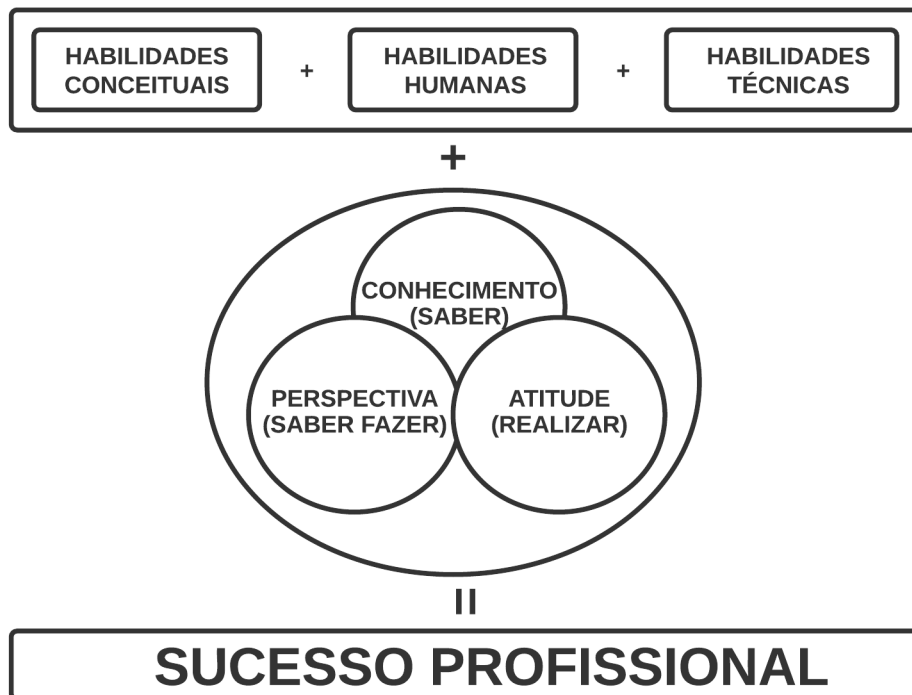 HABILIDADES
CONCEITUAIS
+
HABILIDADES
HUMANAS
+
HABILIDADES
TÉCNICAS
+
CONHECIMENTO
(SABER)
PERSPECTIVA
(SABER FAZER)
ATITUDE
(REALIZAR)
=
SUCESSO PROFISSIONAL